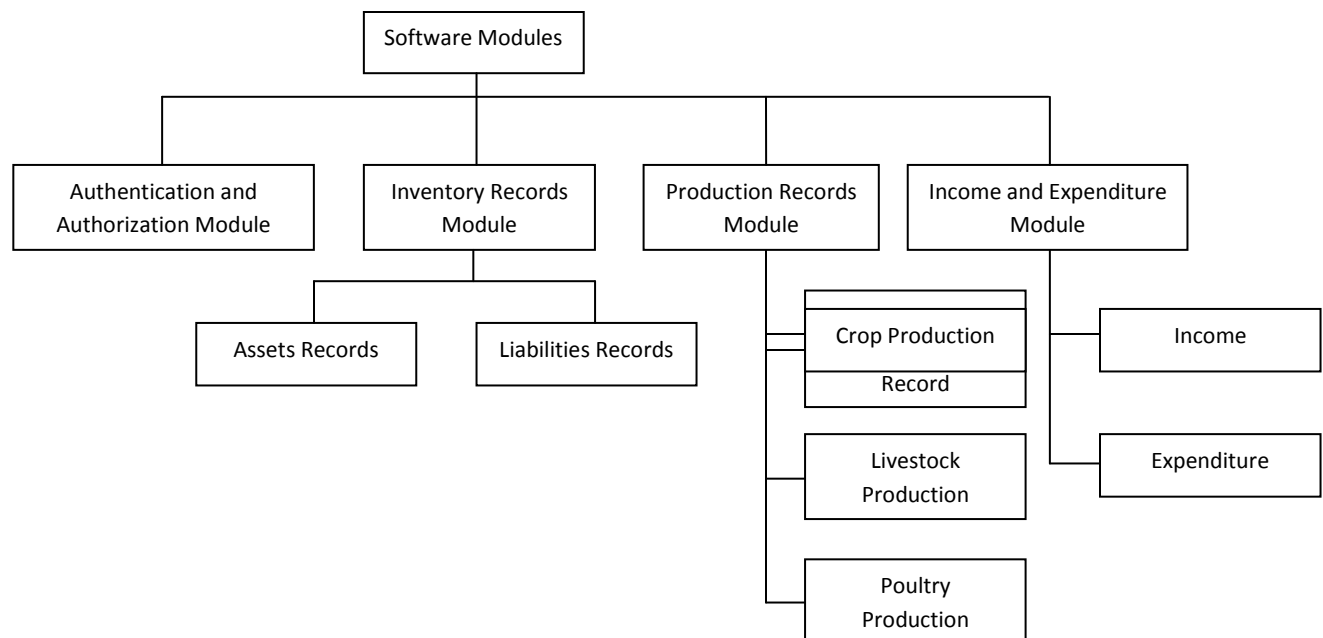 Software Modules
Authentication and
Authorization Module
Inventory Records
Module
Production Records
Module
Income and Expenditure
Module
Assets Records
Liabilities Records
Crop Production
Record
Livestock
Production
Poultry
Production
Income
Expenditure